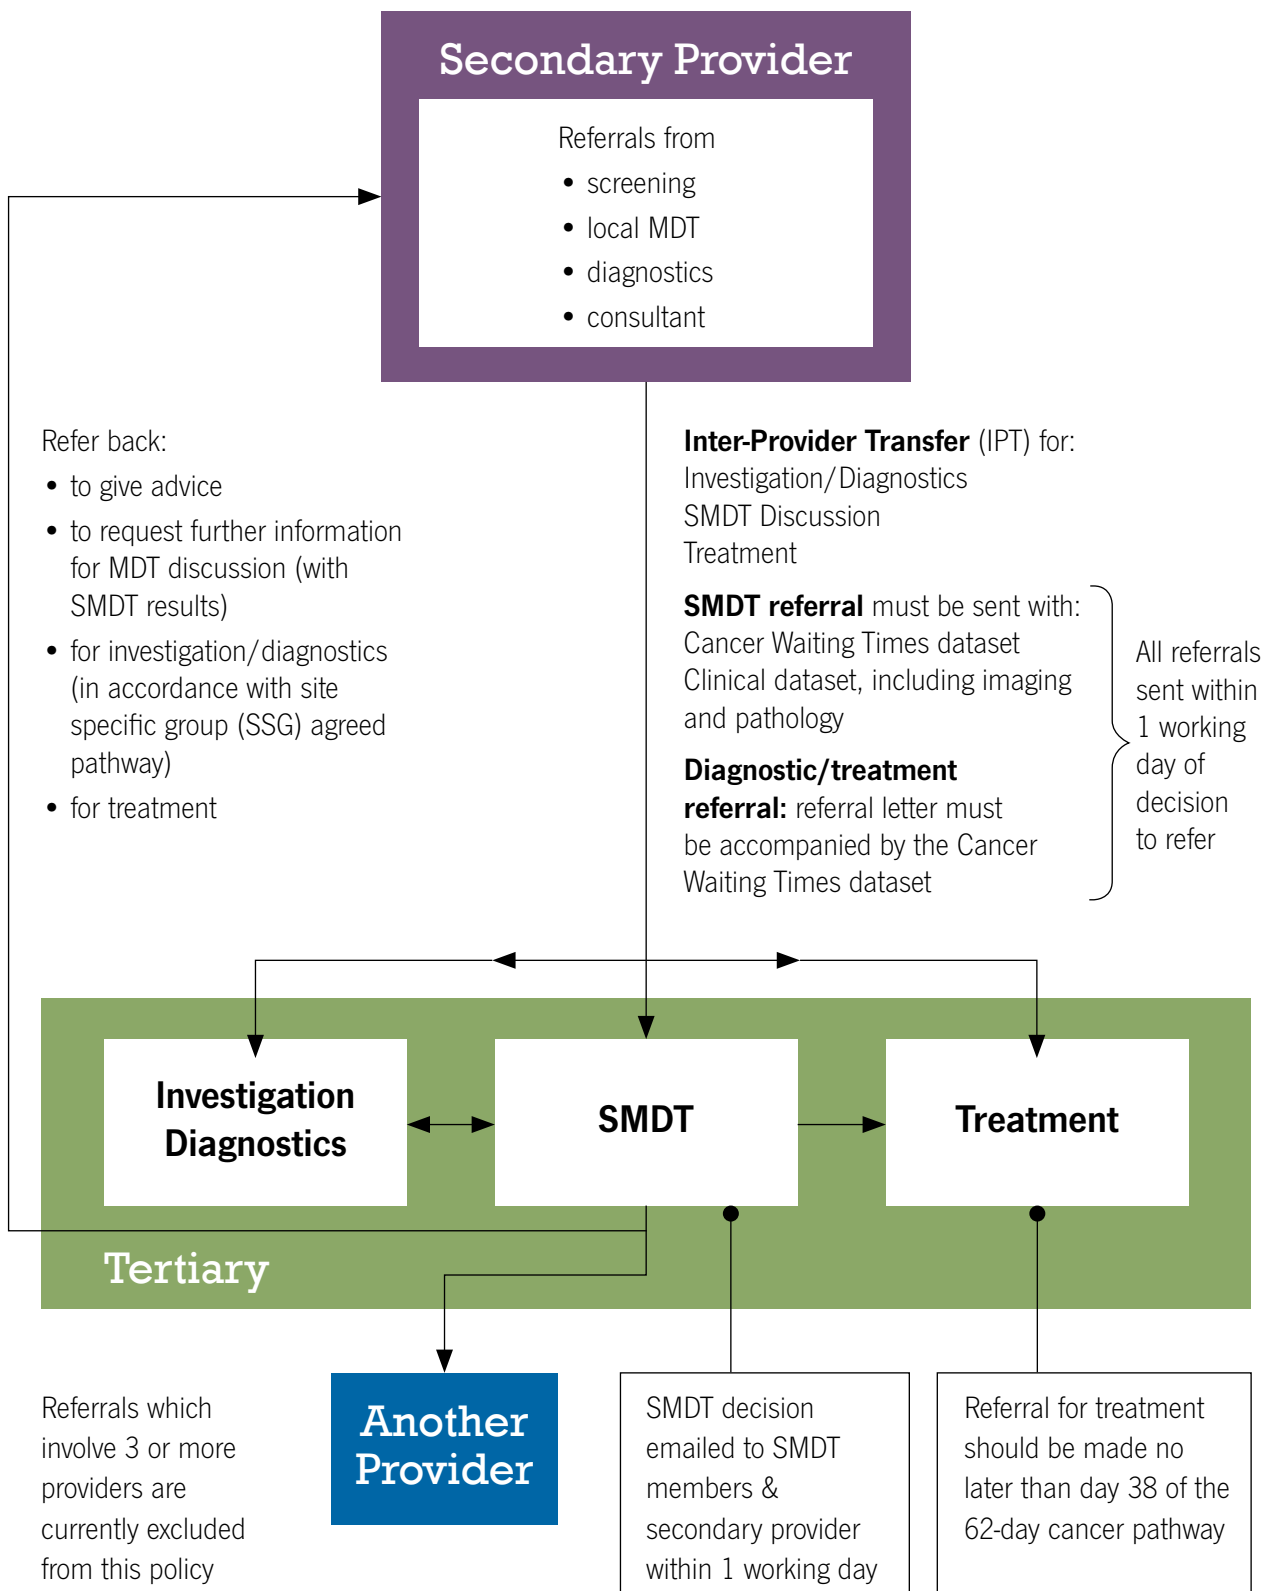 Secondary Provider
Referrals from
• screening
• local MDT
• diagnostics
• consultant
Refer back:
• to give advice
• to request further information
for MDT discussion (with
SMDT results)
• for investigation/diagnostics
(in accordance with site
specific group (SSG) agreed
pathway)
• for treatment
Inter-Provider Transfer (IPT) for:
Investigation/Diagnostics
SMDT Discussion
Treatment
SMDT referral must be sent with:
Cancer Waiting Times dataset
Clinical dataset, including imaging
and pathology
Diagnostic/treatment
referral: referral letter must
be accompanied by the Cancer
Waiting Times dataset
All referrals
sent within
1 working
day of
decision
to refer
Investigation
Diagnostics
SMDT
Treatment
Tertiary
Referrals which
involve 3 or more
providers are
currently excluded
from this policy
Another
Provider
SMDT decision
emailed to SMDT
members &
secondary provider
within 1 working day
Referral for treatment
should be made no
later than day 38 of the
62-day cancer pathway